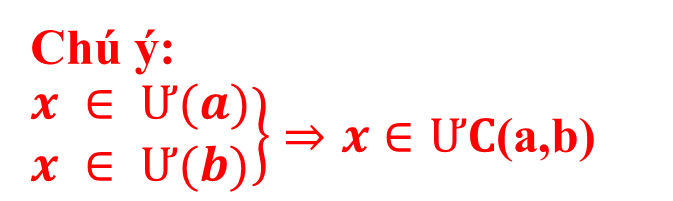 Chú ý:
x ∈ Ư(a)
x ∈ Ư(b)} ⇒ x ∈ ƯC(a,b)